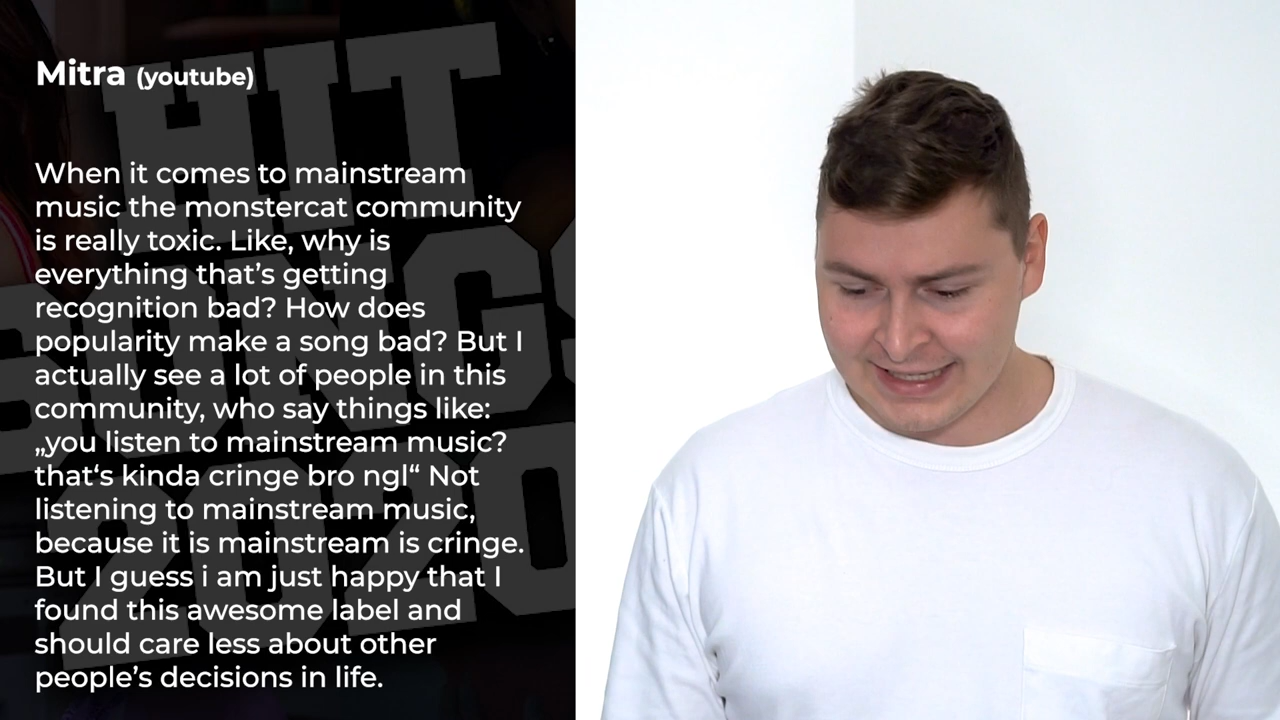 HIT
SONGS
2020
Mitra (youtube)
When it comes to mainstream
music the monstercat community
is really toxic. Like, why is
everything that’s getting
recognition bad? How does
popularity make a song bad? But I
actually see a lot of people in this
community, who say things like:
„you listen to mainstream music?
that‘s kinda cringe bro ngl“ Not
listening to mainstream music,
because it is mainstream is cringe.
But I guess i am just happy that I
found this awesome label and
should care less about other
people’s decisions in life.